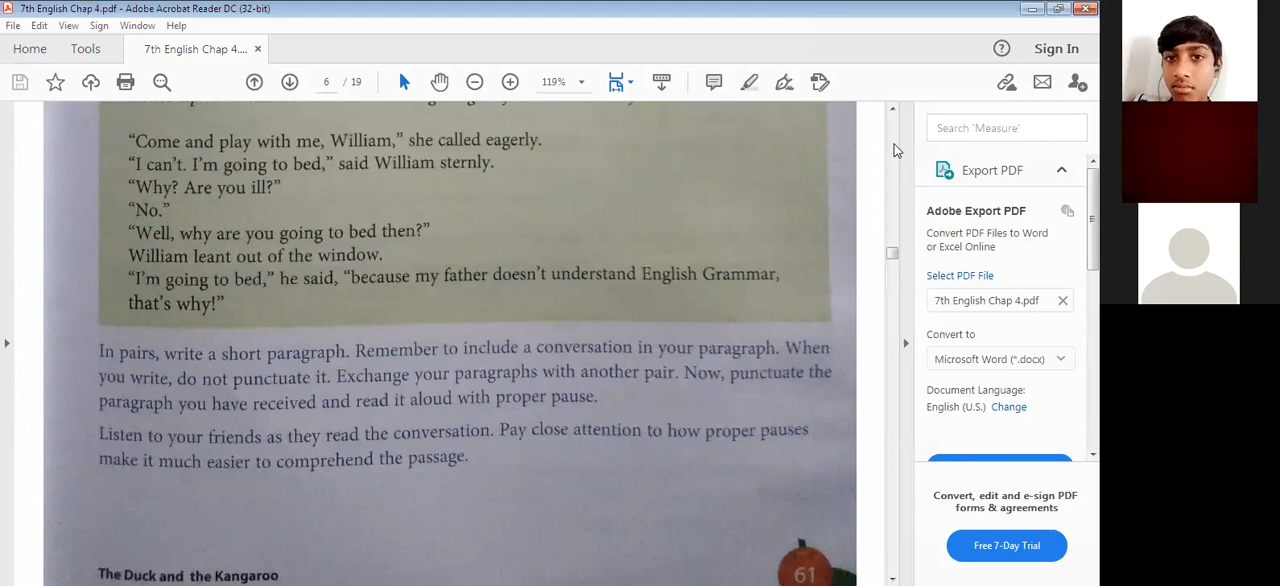 7th English Chap 4.pdf - Adobe Acrobat Reader DC (32-bit)
File Edit View Sign Window Help
Home Tools 7th English Chap 4.... × Sign In
6 / 19 119%
“Come and play with me, William,” she called eagerly.
“I can’t. I’m going to bed,” said William sternly.
“Why? Are you ill?”
“No.”
“Well, why are you going to bed then?”
William leant out of the window.
“I’m going to bed,” he said, “because my father doesn’t understand English Grammar,
that’s why!”
In pairs, write a short paragraph. Remember to include a conversation in your paragraph. When
you write, do not punctuate it. Exchange your paragraphs with another pair. Now, punctuate the
paragraph you have received and read it aloud with proper pause.
Listen to your friends as they read the conversation. Pay close attention to how proper pauses
make it much easier to comprehend the passage.
The Duck and the Kangaroo
61
Search 'Measure'
Export PDF
Adobe Export PDF
Convert PDF Files to Word
or Excel Online
Select PDF File
7th English Chap 4.pdf
Convert to
Microsoft Word (*.docx)
Document Language:
English (U.S.) Change
Convert, edit and e-sign PDF
forms & agreements
Free 7-Day Trial